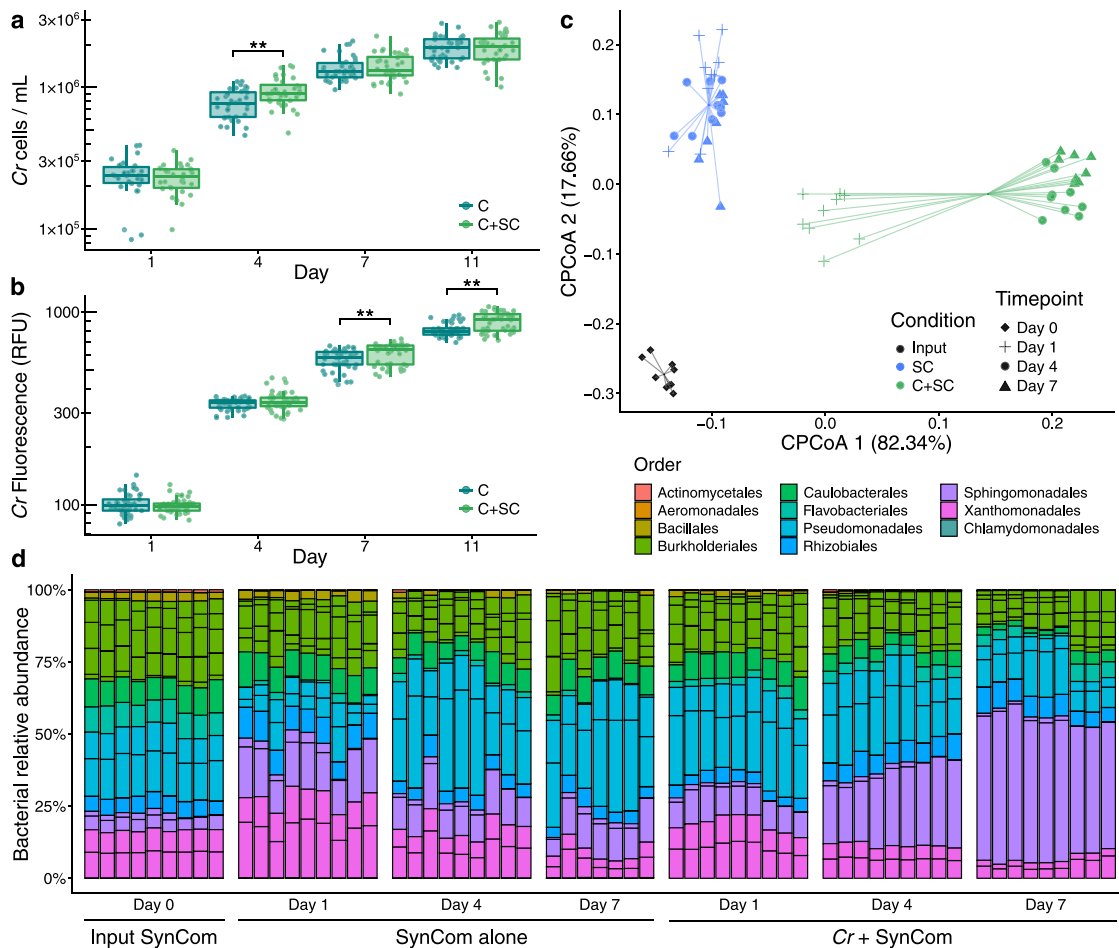 a
3×10⁶
1×10⁶
3×10⁵
1×10⁵
Cr cells / mL
**
C
C+SC
1 4 7 11
Day
b
1000
300
100
Cr Fluorescence (RFU)
**
**
C
C+SC
1 4 7 11
Day
c
0.2
0.1
0.0
−0.1
−0.2
−0.3
CPCoA 2 (17.66%)
Condition
Input
SC
C+SC
Timepoint
Day 0
Day 1
Day 4
Day 7
−0.1 0.0 0.1 0.2
CPCoA 1 (82.34%)
Order
Actinomycetales
Aeromonadales
Bacillales
Burkholderiales
Caulobacterales
Flavobacteriales
Pseudomonadales
Rhizobiales
Sphingomonadales
Xanthomonadales
Chlamydomonadales
d
100%
75%
50%
25%
0%
Bacterial relative abundance
Day 0 Day 1 Day 4 Day 7 Day 1 Day 4 Day 7
Input SynCom SynCom alone Cr + SynCom